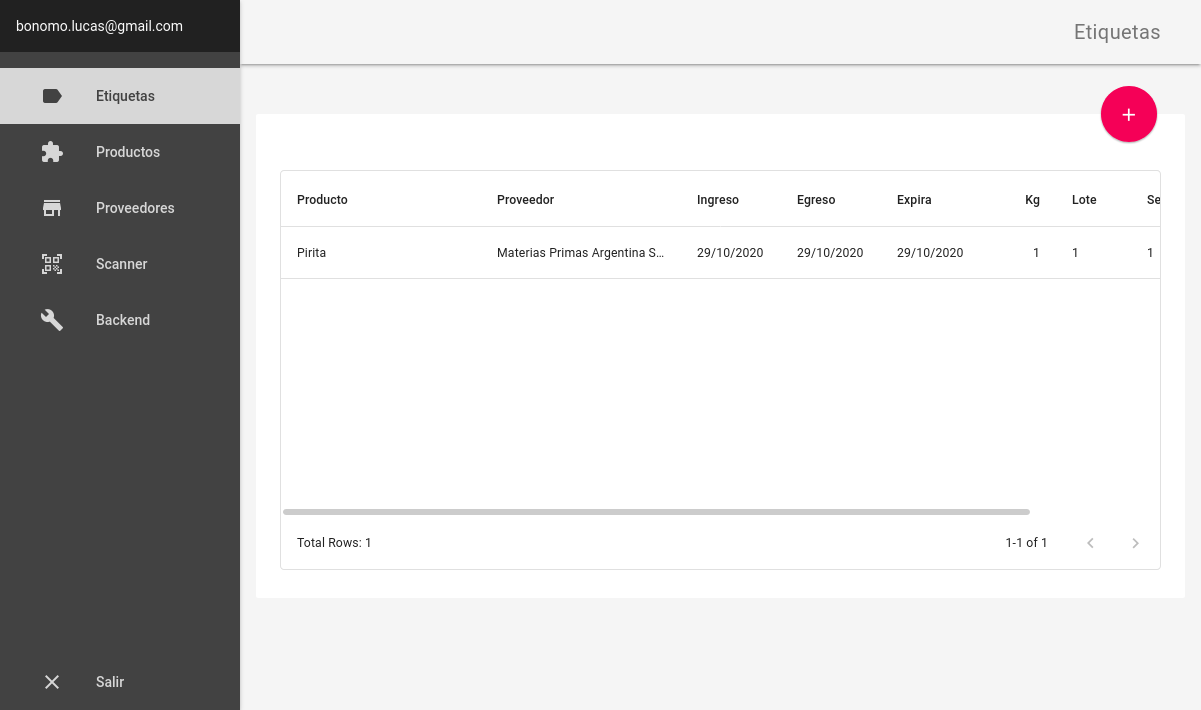 bonomo.lucas@gmail.com
Etiquetas
Etiquetas
Productos
Proveedores
Scanner
Backend
Salir
+
Producto Proveedor Ingreso Egreso Expira Kg Lote Se
Pirita Materias Primas Argentina S... 29/10/2020 29/10/2020 29/10/2020 1 1 1
Total Rows: 1 1-1 of 1